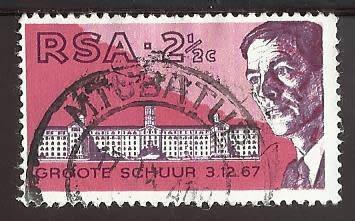 RSA · 2½c
GROOTE SCHUUR 3.12.67